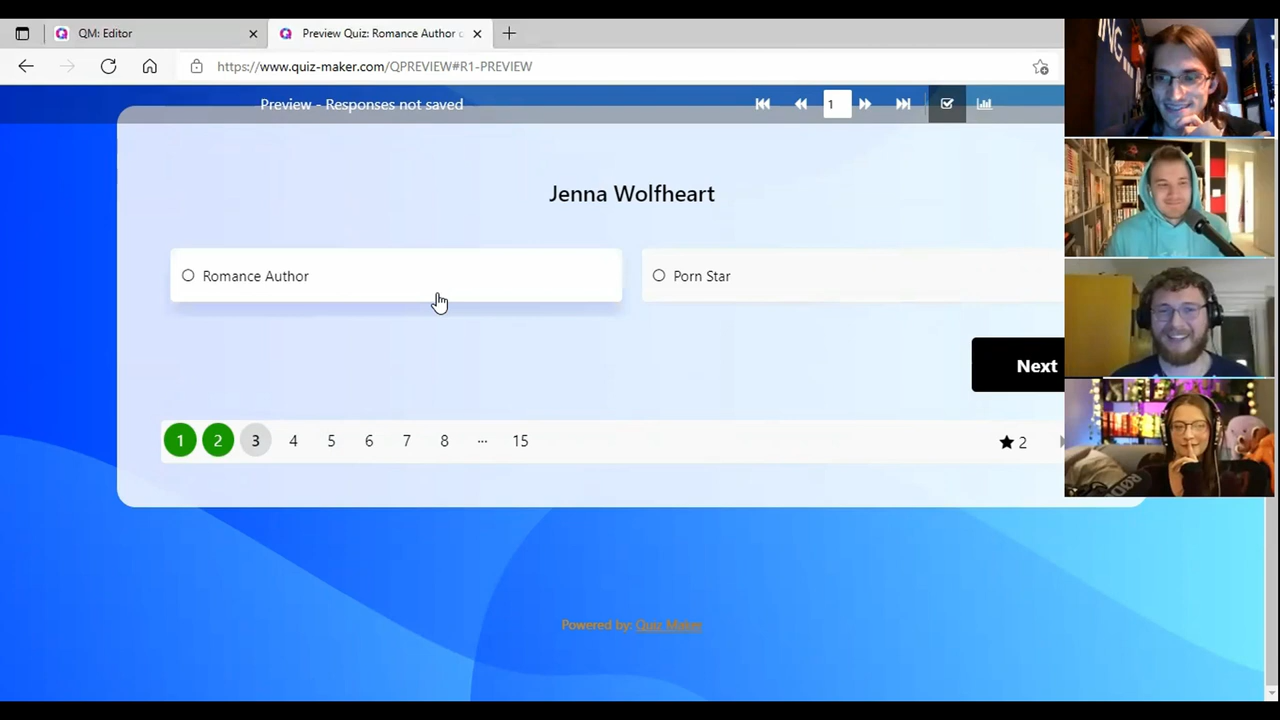 QM: Editor
Preview Quiz: Romance Author
https://www.quiz-maker.com/QPREVIEW#R1-PREVIEW
Preview - Responses not saved
1
Jenna Wolfheart
Romance Author
Porn Star
Next
1 2 3 4 5 6 7 8 ... 15
2
Powered by: Quiz Maker